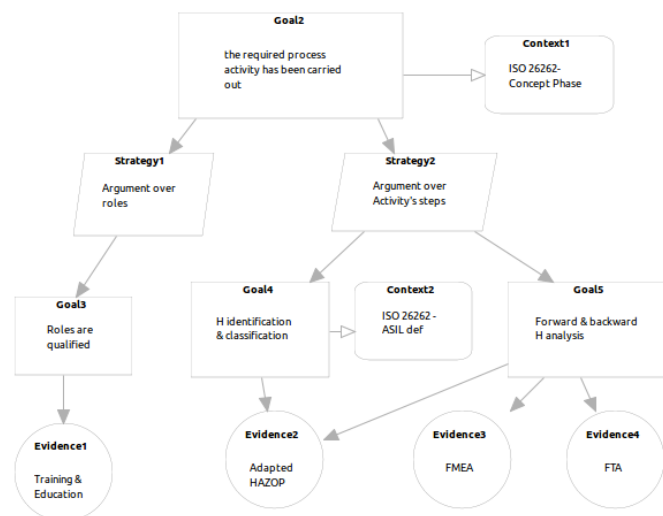 Goal2
the required process
activity has been carried
out
Context1
ISO 26262-
Concept Phase
Strategy1
Argument over
roles
Strategy2
Argument over
Activity's steps
Goal3
Roles are
qualified
Goal4
H identification
& classification
Context2
ISO 26262 -
ASIL def
Goal5
Forward & backward
H analysis
Evidence1
Training &
Education
Evidence2
Adapted
HAZOP
Evidence3
FMEA
Evidence4
FTA